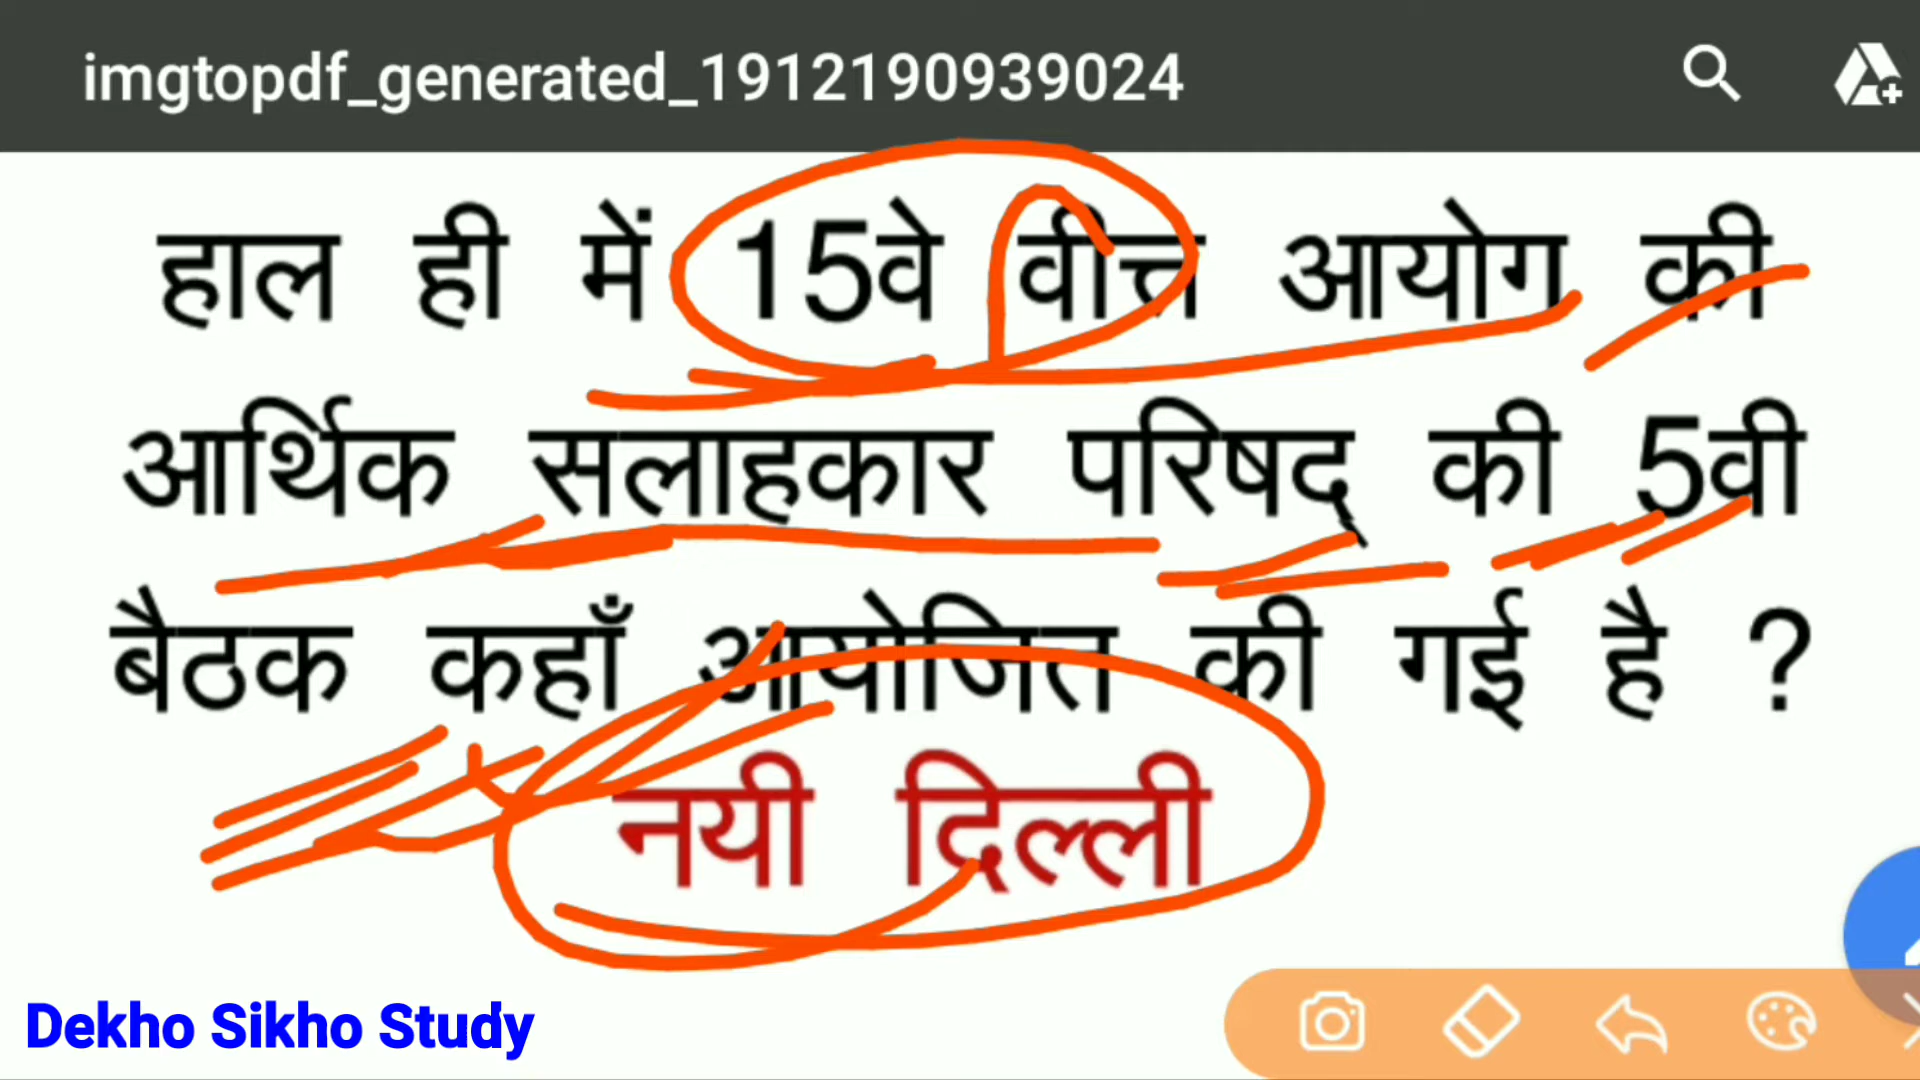 imgtopdf_generated_1912190939024
हाल ही में 15वे वीत्त आयोग की
आर्थिक सलाहकार परिषद् की 5वी
बैठक कहाँ आयोजित की गई है ?
नयी दिल्ली
Dekho Sikho Study